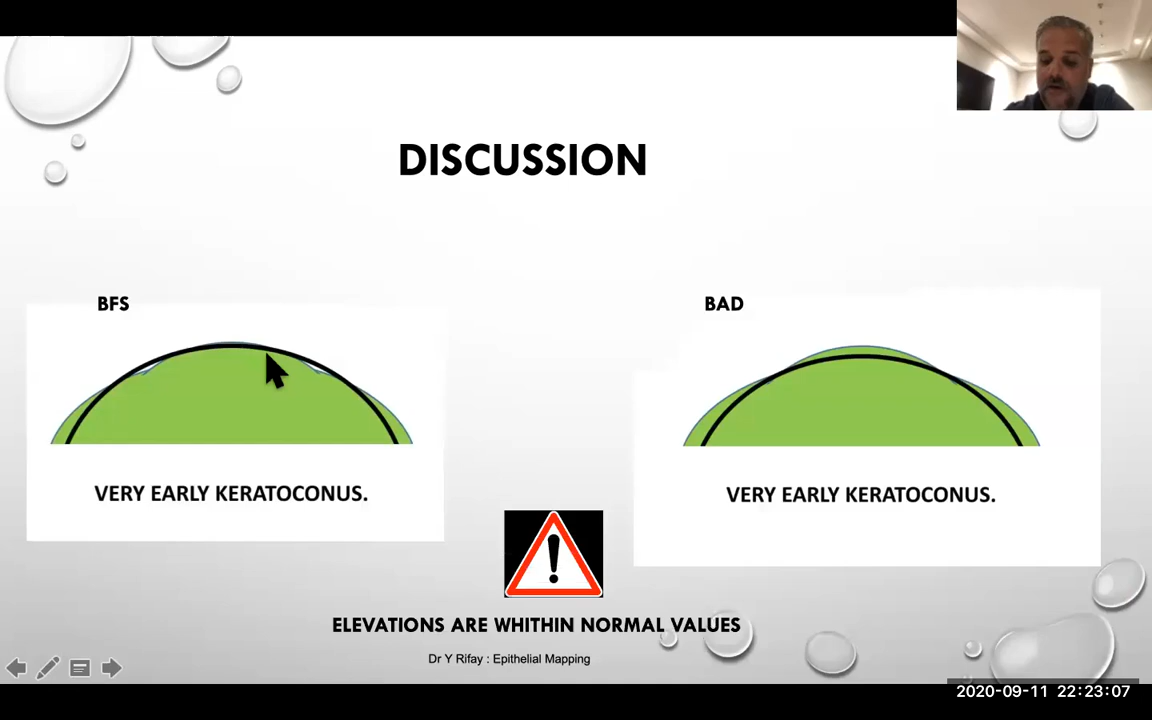 DISCUSSION
BFS
BAD
VERY EARLY KERATOCONUS.
VERY EARLY KERATOCONUS.
ELEVATIONS ARE WHITHIN NORMAL VALUES
Dr Y Rifay : Epithelial Mapping
2020-09-11 22:23:07